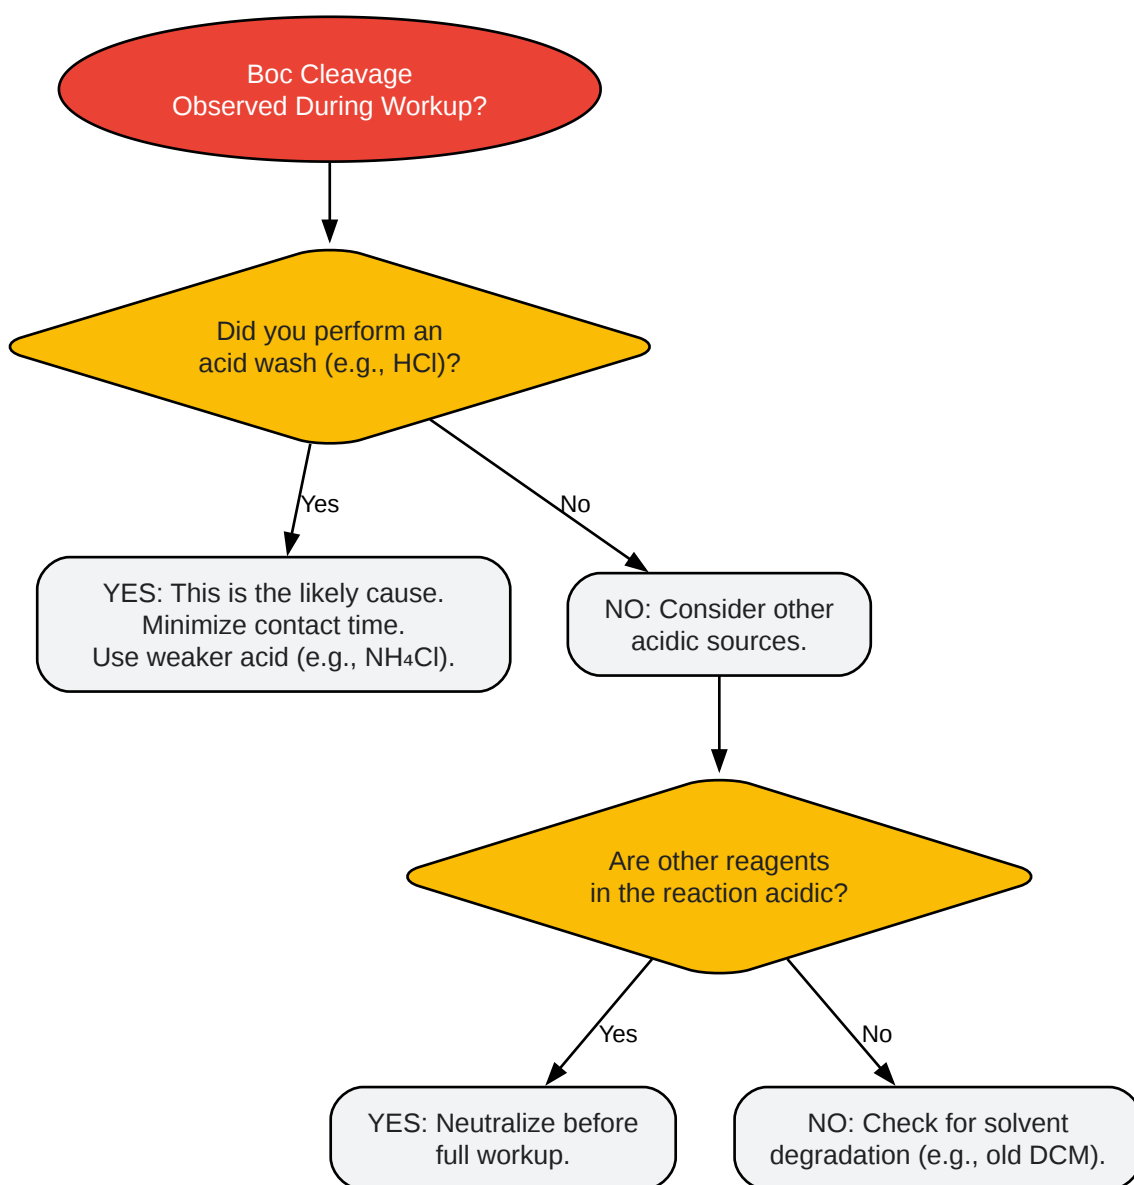 Boc Cleavage
Observed During Workup?
Did you perform an
acid wash (e.g., HCl)?
Yes
No
YES: This is the likely cause.
Minimize contact time.
Use weaker acid (e.g., NH₄Cl).
NO: Consider other
acidic sources.
Are other reagents
in the reaction acidic?
Yes
No
YES: Neutralize before
full workup.
NO: Check for solvent
degradation (e.g., old DCM).